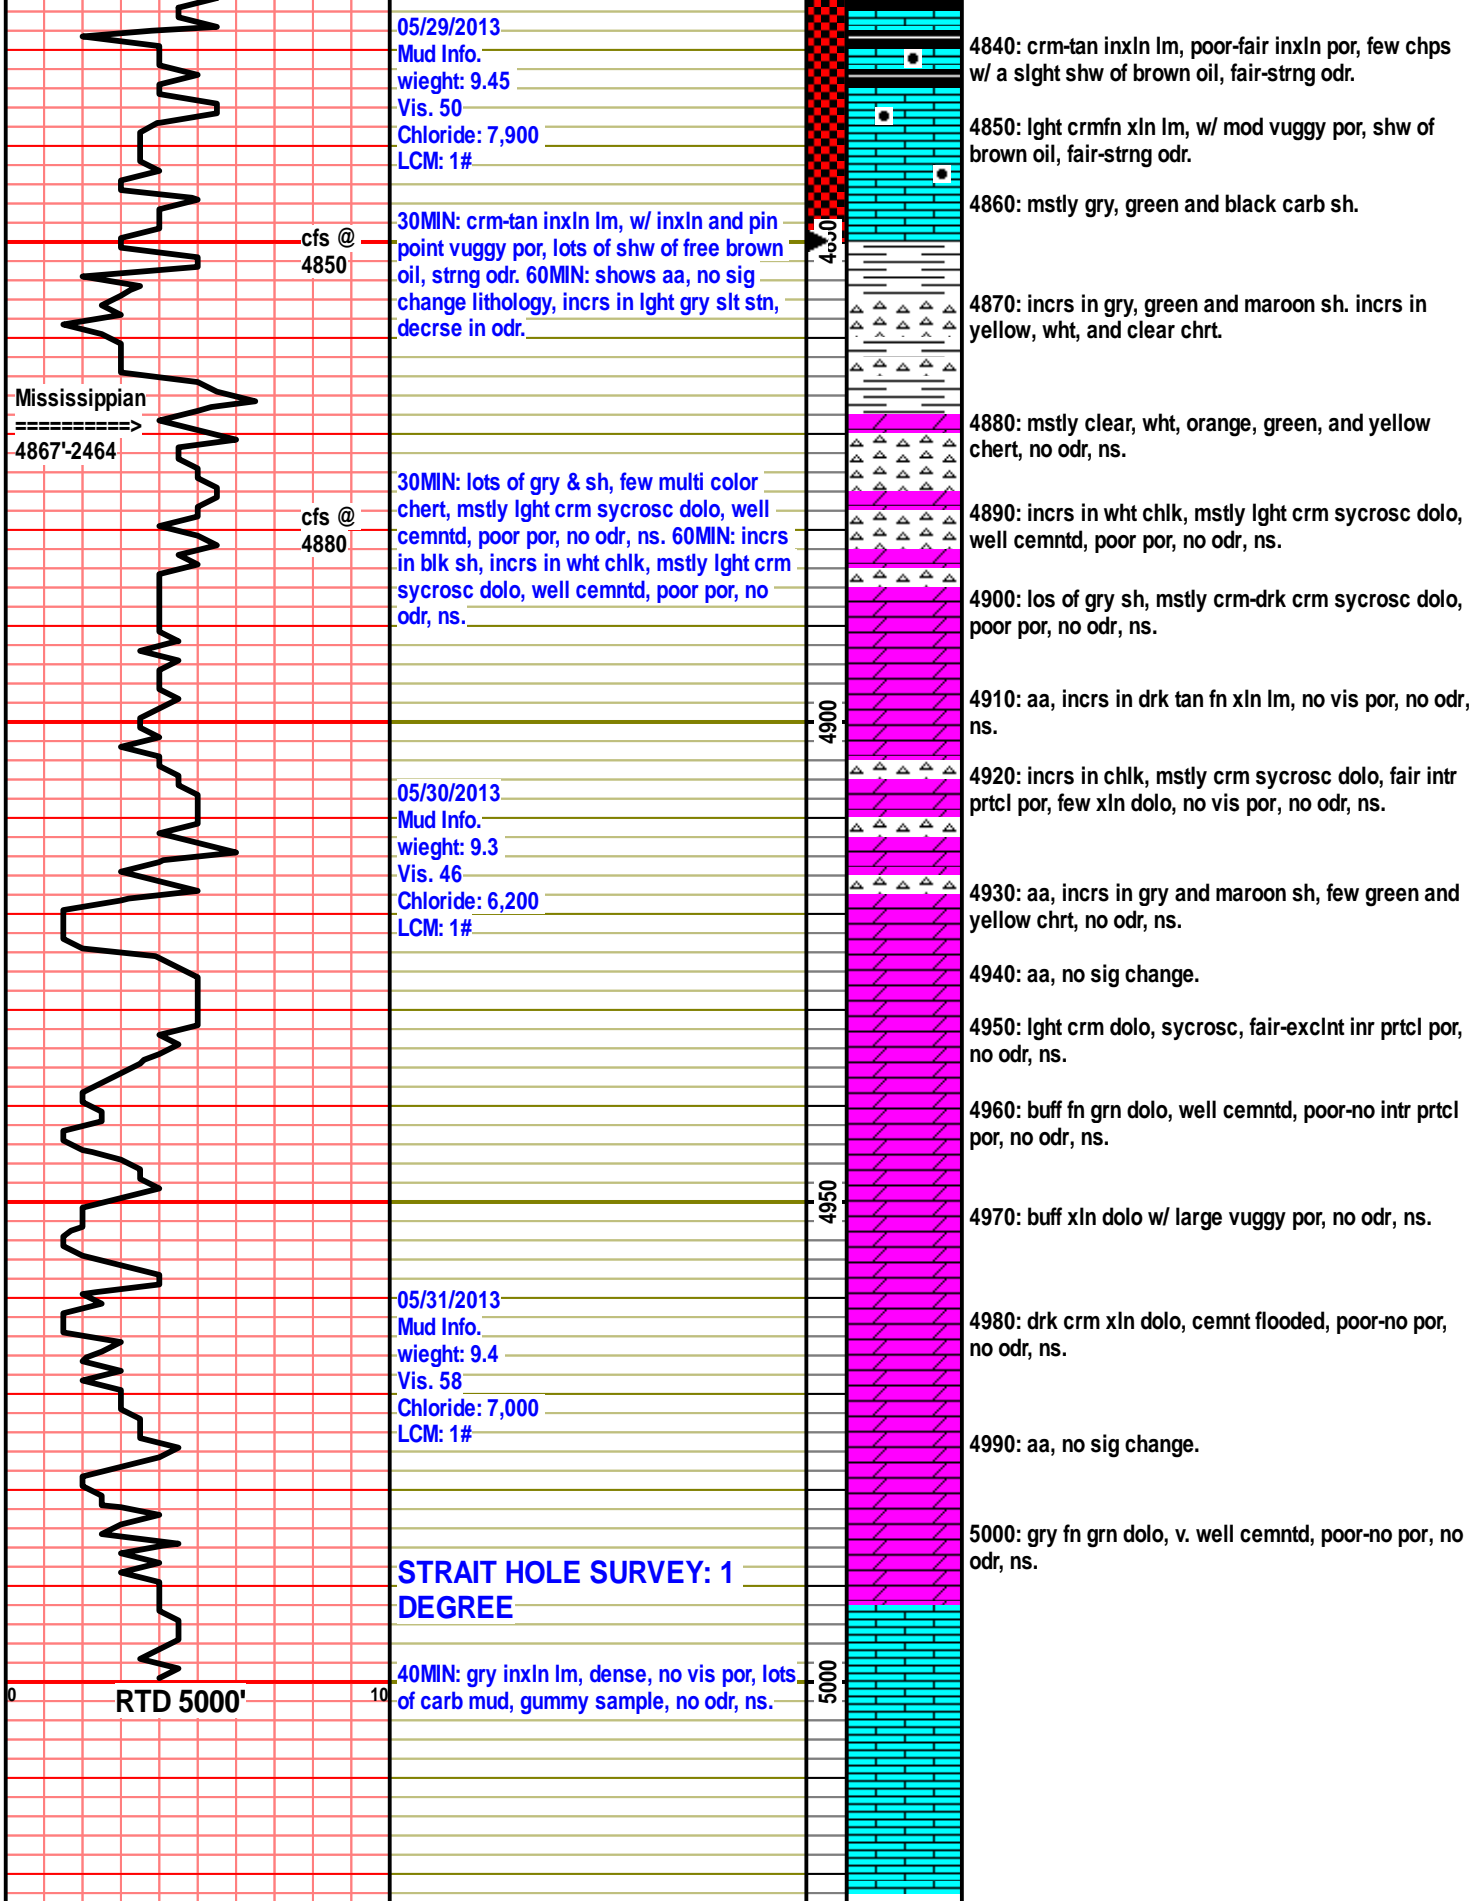 05/29/2013
Mud Info.
wieght: 9.45
Vis. 50
Chloride: 7,900
LCM: 1#
4840: crm-tan inxln lm, poor-fair inxln por, few chps
w/ a slght shw of brown oil, fair-strng odr.
4850: lght crmfn xln lm, w/ mod vuggy por, shw of
brown oil, fair-strng odr.
4860: mstly gry, green and black carb sh.
cfs @
4850
30MIN: crm-tan inxln lm, w/ inxln and pin
point vuggy por, lots of shw of free brown
oil, strng odr. 60MIN: shows aa, no sig
change lithology, incrs in lght gry slt stn,
decrse in odr.
4850
4870: incrs in gry, green and maroon sh. incrs in
yellow, wht, and clear chrt.
Mississippian
==========>
4867'-2464
4880: mstly clear, wht, orange, green, and yellow
chert, no odr, ns.
cfs @
4880
30MIN: lots of gry & sh, few multi color
chert, mstly lght crm sycrosc dolo, well
cemntd, poor por, no odr, ns. 60MIN: incrs
in blk sh, incrs in wht chlk, mstly lght crm
sycrosc dolo, well cemntd, poor por, no
odr, ns.
4890: incrs in wht chlk, mstly lght crm sycrosc dolo,
well cemntd, poor por, no odr, ns.
4900: los of gry sh, mstly crm-drk crm sycrosc dolo,
poor por, no odr, ns.
4900
4910: aa, incrs in drk tan fn xln lm, no vis por, no odr,
ns.
05/30/2013
Mud Info.
wieght: 9.3
Vis. 46
Chloride: 6,200
LCM: 1#
4920: incrs in chlk, mstly crm sycrosc dolo, fair intr
prtcl por, few xln dolo, no vis por, no odr, ns.
4930: aa, incrs in gry and maroon sh, few green and
yellow chrt, no odr, ns.
4940: aa, no sig change.
4950: lght crm dolo, sycrosc, fair-exclnt inr prtcl por,
no odr, ns.
4960: buff fn grn dolo, well cemntd, poor-no intr prtcl
por, no odr, ns.
4950
4970: buff xln dolo w/ large vuggy por, no odr, ns.
05/31/2013
Mud Info.
wieght: 9.4
Vis. 58
Chloride: 7,000
LCM: 1#
4980: drk crm xln dolo, cemnt flooded, poor-no por,
no odr, ns.
4990: aa, no sig change.
5000: gry fn grn dolo, v. well cemntd, poor-no por, no
odr, ns.
STRAIT HOLE SURVEY: 1
DEGREE
40MIN: gry inxln lm, dense, no vis por, lots
of carb mud, gummy sample, no odr, ns.
5000
0
RTD 5000'
10